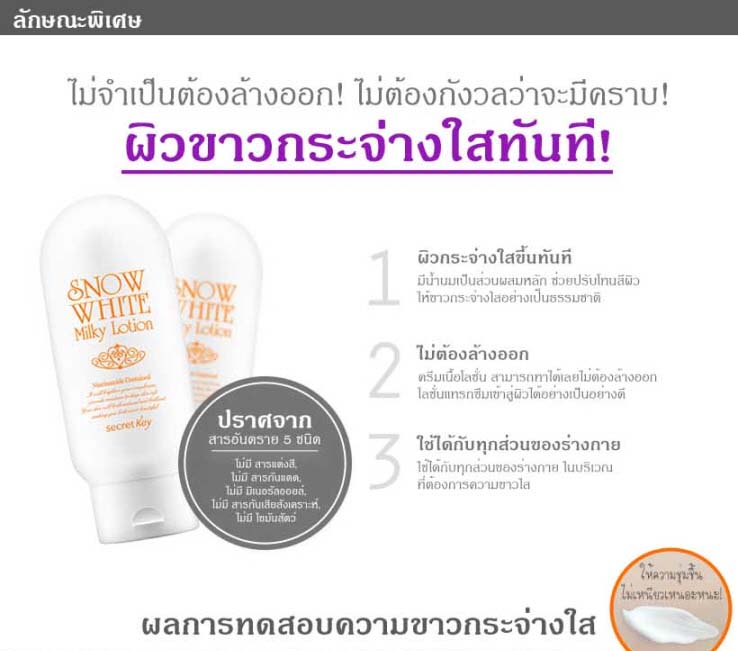 ลักษณะพิเศษ
ไม่จำเป็นต้องล้างออก! ไม่ต้องกังวลว่าจะมีคราบ!
ผิวขาวกระจ่างใสทันที!
SNOW
WHITE
Milky Lotion
Niacinamide Contained
secret Key
SNOW
WHITE
Milky Lotion
ปราศจาก
สารอันตราย 5 ชนิด
ไม่มี สารแต่งสี,
ไม่มี สารกันแดด,
ไม่มี มิเนอรัลออยล์,
ไม่มี สารกันเสียสังเคราะห์,
ไม่มี ไขมันสัตว์
1 ผิวกระจ่างใสขึ้นทันที
มีน้ำนมเป็นส่วนผสมหลัก ช่วยปรับโทนสีผิว
ให้ขาวกระจ่างใสอย่างเป็นธรรมชาติ
2 ไม่ต้องล้างออก
ครีมเนื้อโลชั่น สามารถทาได้เลยไม่ต้องล้างออก
โลชั่นแทรกซึมเข้าสู่ผิวได้อย่างเป็นอย่างดี
3 ใช้ได้กับทุกส่วนของร่างกาย
ใช้ได้กับทุกส่วนของร่างกาย ในบริเวณ
ที่ต้องการความขาวใส
ให้ความชุ่มชื้น
ไม่เหนียวเหนอะหนะ!
ผลการทดสอบความขาวกระจ่างใส